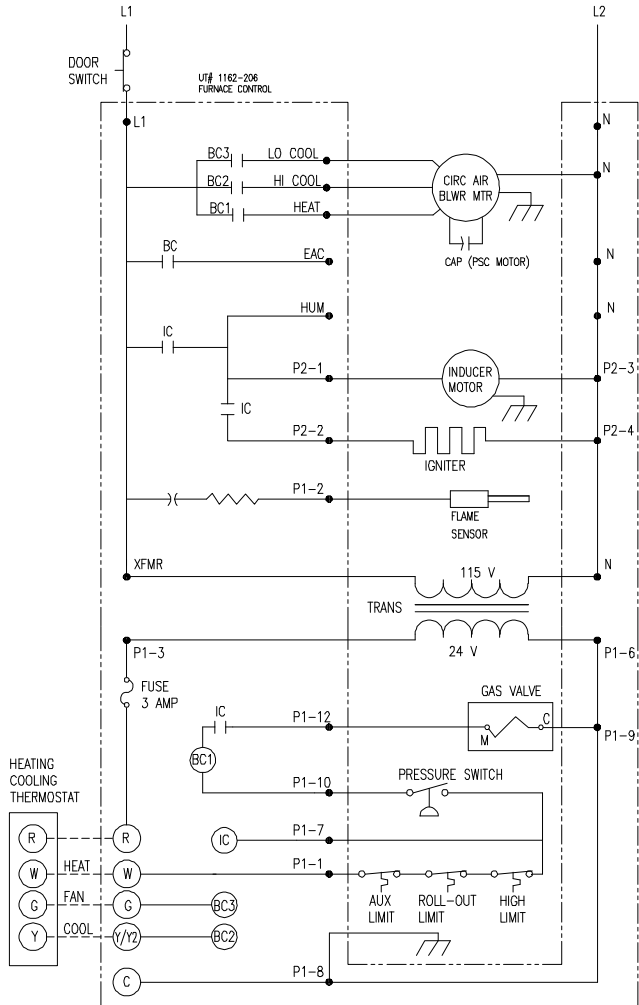 L1
L2
DOOR
SWITCH
UT# 1162-206
FURNACE CONTROL
L1
N
BC3
LO COOL
N
BC2
HI COOL
CIRC AIR
BLWR MTR
BC1
HEAT
BC
EAC
CAP (PSC MOTOR)
N
HUM
N
IC
P2-1
INDUCER
MOTOR
P2-3
IC
P2-2
P2-4
IGNITER
P1-2
FLAME
SENSOR
XFMR
115 V
N
TRANS
P1-3
24 V
P1-6
FUSE
3 AMP
GAS VALVE
IC
P1-12
M
C
P1-9
BC1
HEATING
COOLING
THERMOSTAT
P1-10
PRESSURE SWITCH
R
R
IC
P1-7
W
HEAT
W
P1-1
G
FAN
G
BC3
AUX
LIMIT
ROLL-OUT
LIMIT
HIGH
LIMIT
Y
COOL
Y/Y2
BC2
C
P1-8